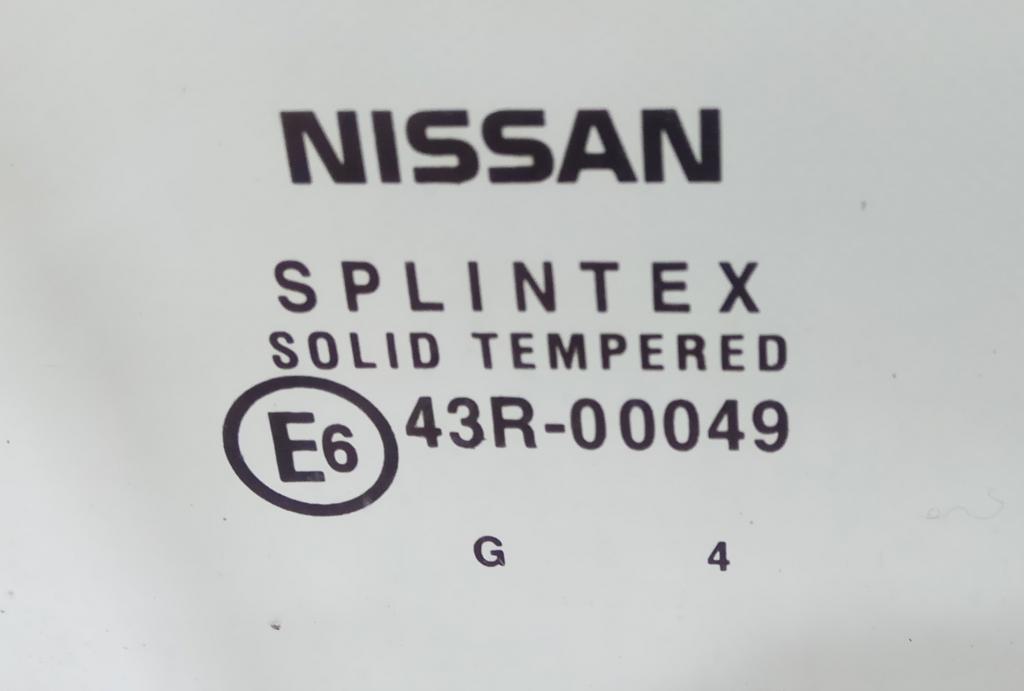 NISSAN
SPLINTEX
SOLID TEMPERED
E6 43R-00049
G 4